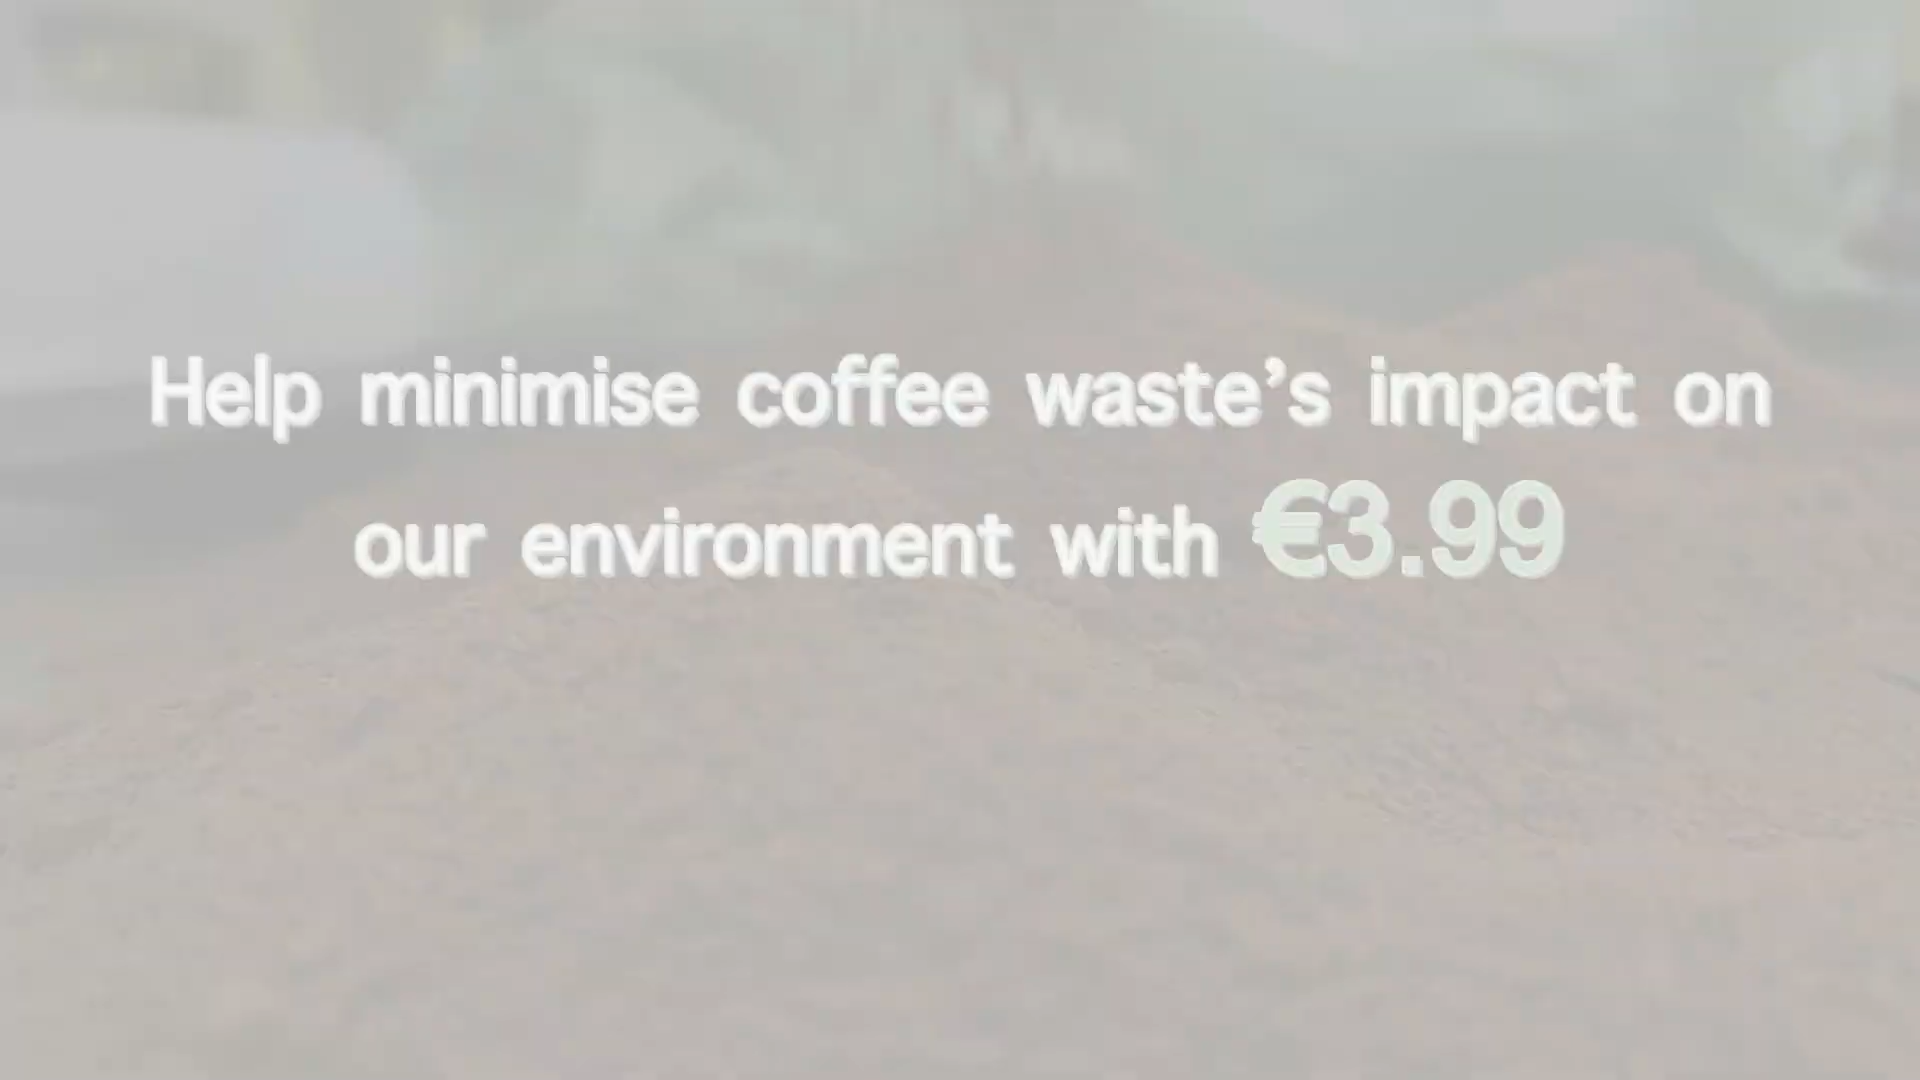 Help minimise coffee waste’s impact on
our environment with €3.99